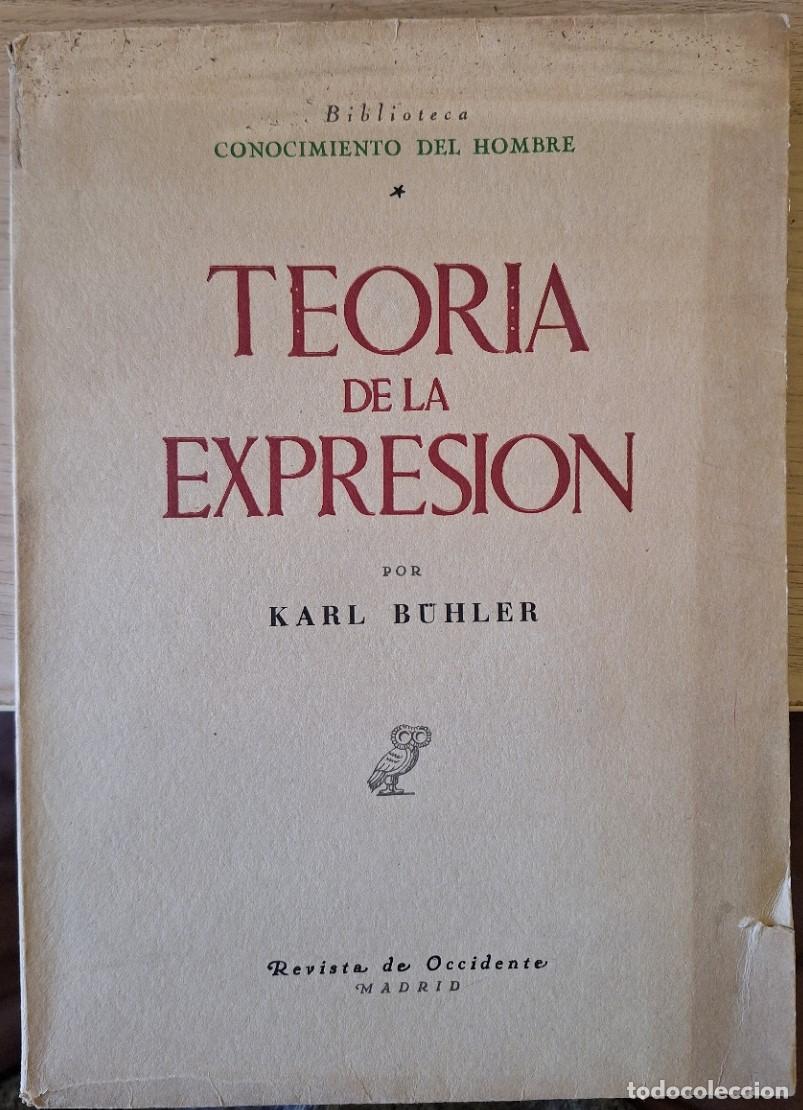 Biblioteca
CONOCIMIENTO DEL HOMBRE
TEORIA
DE LA
EXPRESION
POR
KARL BÜHLER
Revista de Occidente
MADRID
todocoleccion